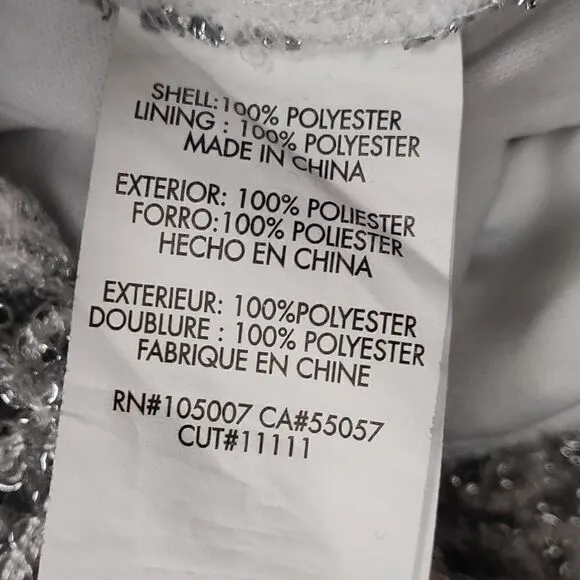 SHELL:100% POLYESTER
LINING : 100% POLYESTER
MADE IN CHINA
EXTERIOR: 100% POLIESTER
FORRO:100% POLIESTER
HECHO EN CHINA
EXTERIEUR: 100%POLYESTER
DOUBLURE : 100% POLYESTER
FABRIQUE EN CHINE
RN#105007 CA#55057
CUT#11111